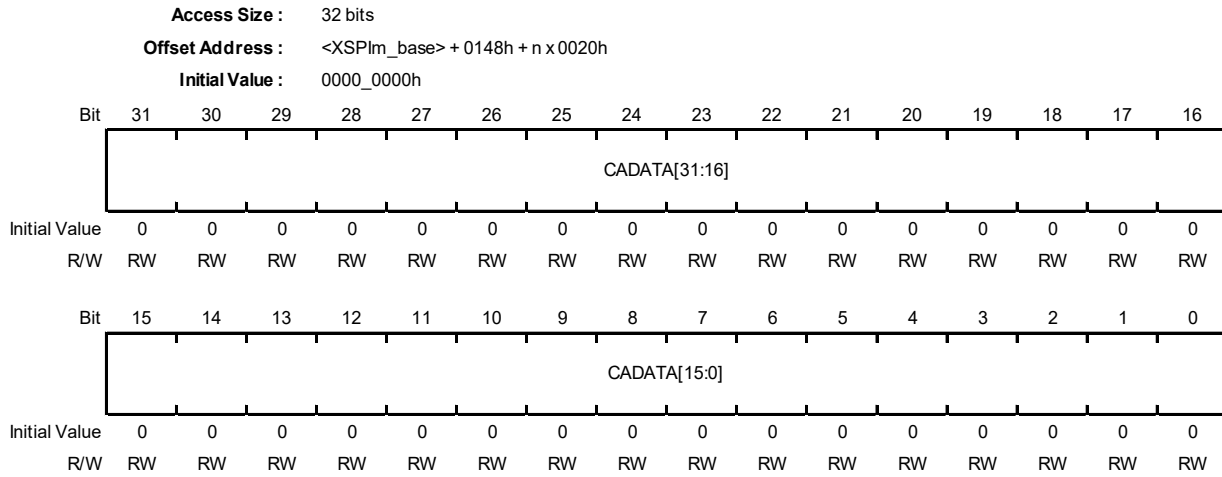 Access Size : 32 bits
Offset Address : <XSPIm_base> + 0148h + n x 0020h
Initial Value : 0000_0000h
Bit 31 30 29 28 27 26 25 24 23 22 21 20 19 18 17 16
CADATA[31:16]
Initial Value 0 0 0 0 0 0 0 0 0 0 0 0 0 0 0 0
R/W RW RW RW RW RW RW RW RW RW RW RW RW RW RW RW RW
Bit 15 14 13 12 11 10 9 8 7 6 5 4 3 2 1 0
CADATA[15:0]
Initial Value 0 0 0 0 0 0 0 0 0 0 0 0 0 0 0 0
R/W RW RW RW RW RW RW RW RW RW RW RW RW RW RW RW RW